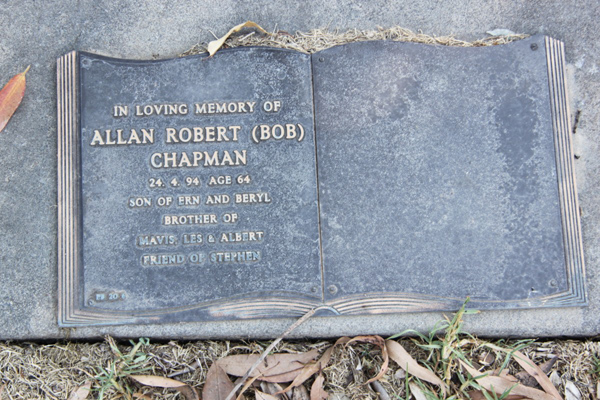 IN LOVING MEMORY OF
ALLAN ROBERT (BOB)
CHAPMAN
24. 4. 94 AGE 64
SON OF ERN AND BERYL
BROTHER OF
MAVIS, LES & ALBERT
FRIEND OF STEPHEN